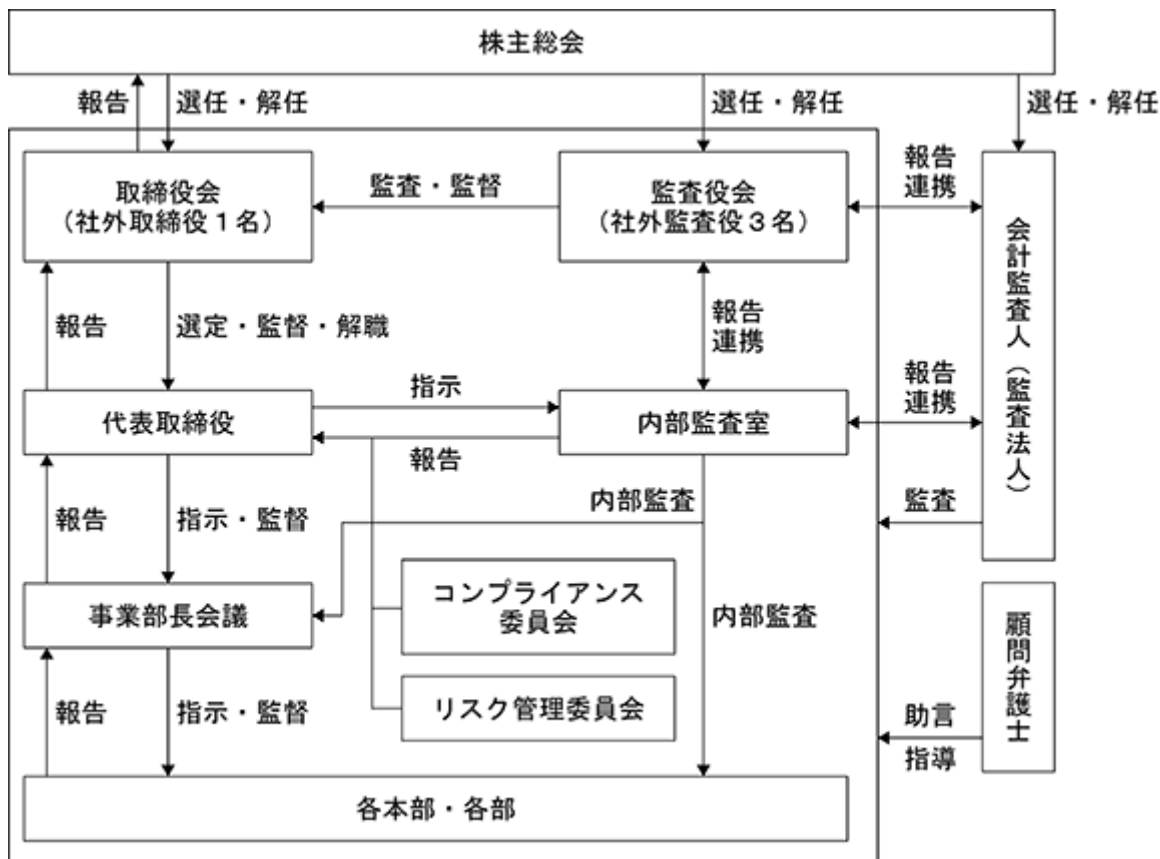 株主総会
報告
選任・解任
選任・解任
選任・解任
取締役会
（社外取締役１名）
監査・監督
監査役会
（社外監査役３名）
報告
連携
会計監査人（監査法人）
報告
選定・監督・解職
報告
連携
代表取締役
指示
報告
内部監査室
報告
連携
監査
報告
指示・監督
内部監査
事業部長会議
コンプライアンス
委員会
内部監査
顧問弁護士
報告
指示・監督
リスク管理委員会
助言
指導
各本部・各部